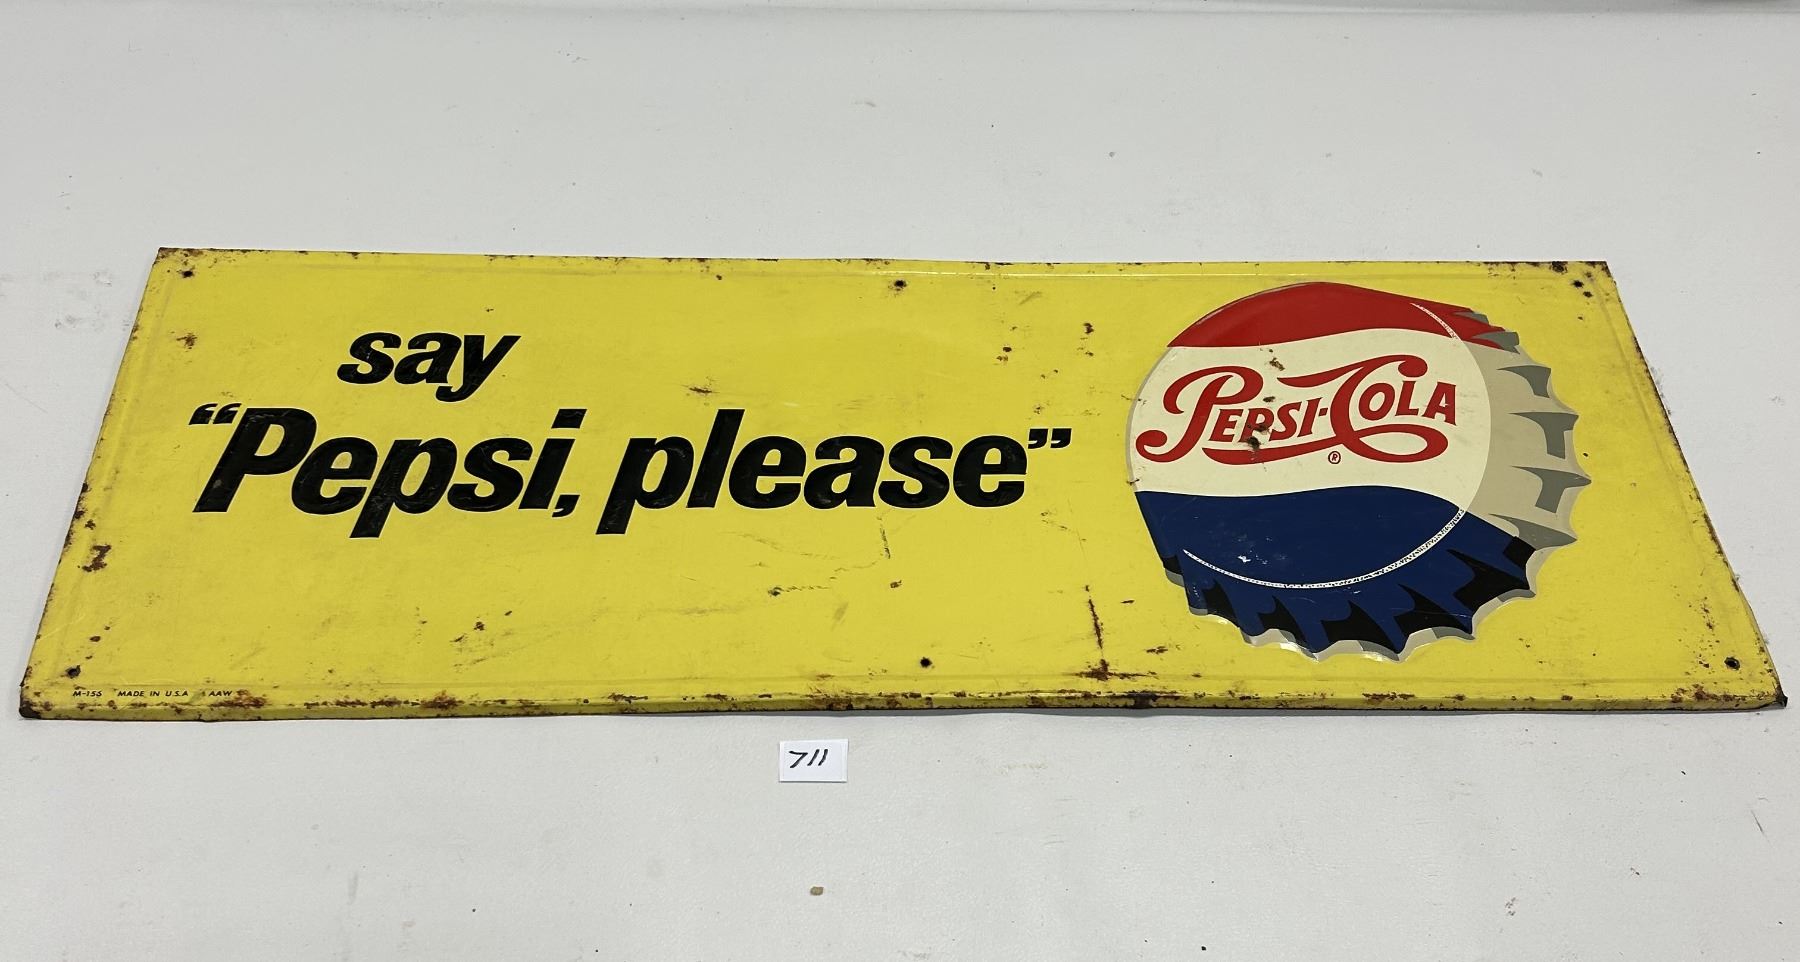 say
“Pepsi, please”
PEPSI-COLA
®
M-156 MADE IN U.S.A AAW
711